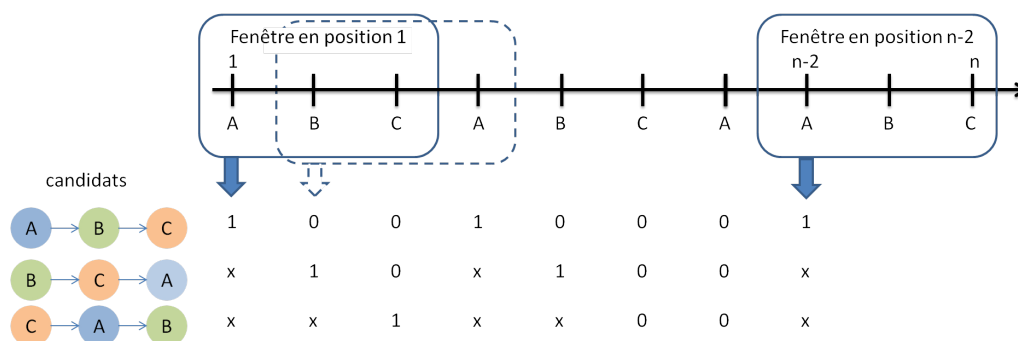 Fenêtre en position 1 Fenêtre en position n-2
1 n-2 n
A B C A B C A A B C
candidats
A B C 1 0 0 1 0 0 0 1
B C A x 1 0 x 1 0 0 x
C A B x x 1 x x 0 0 x